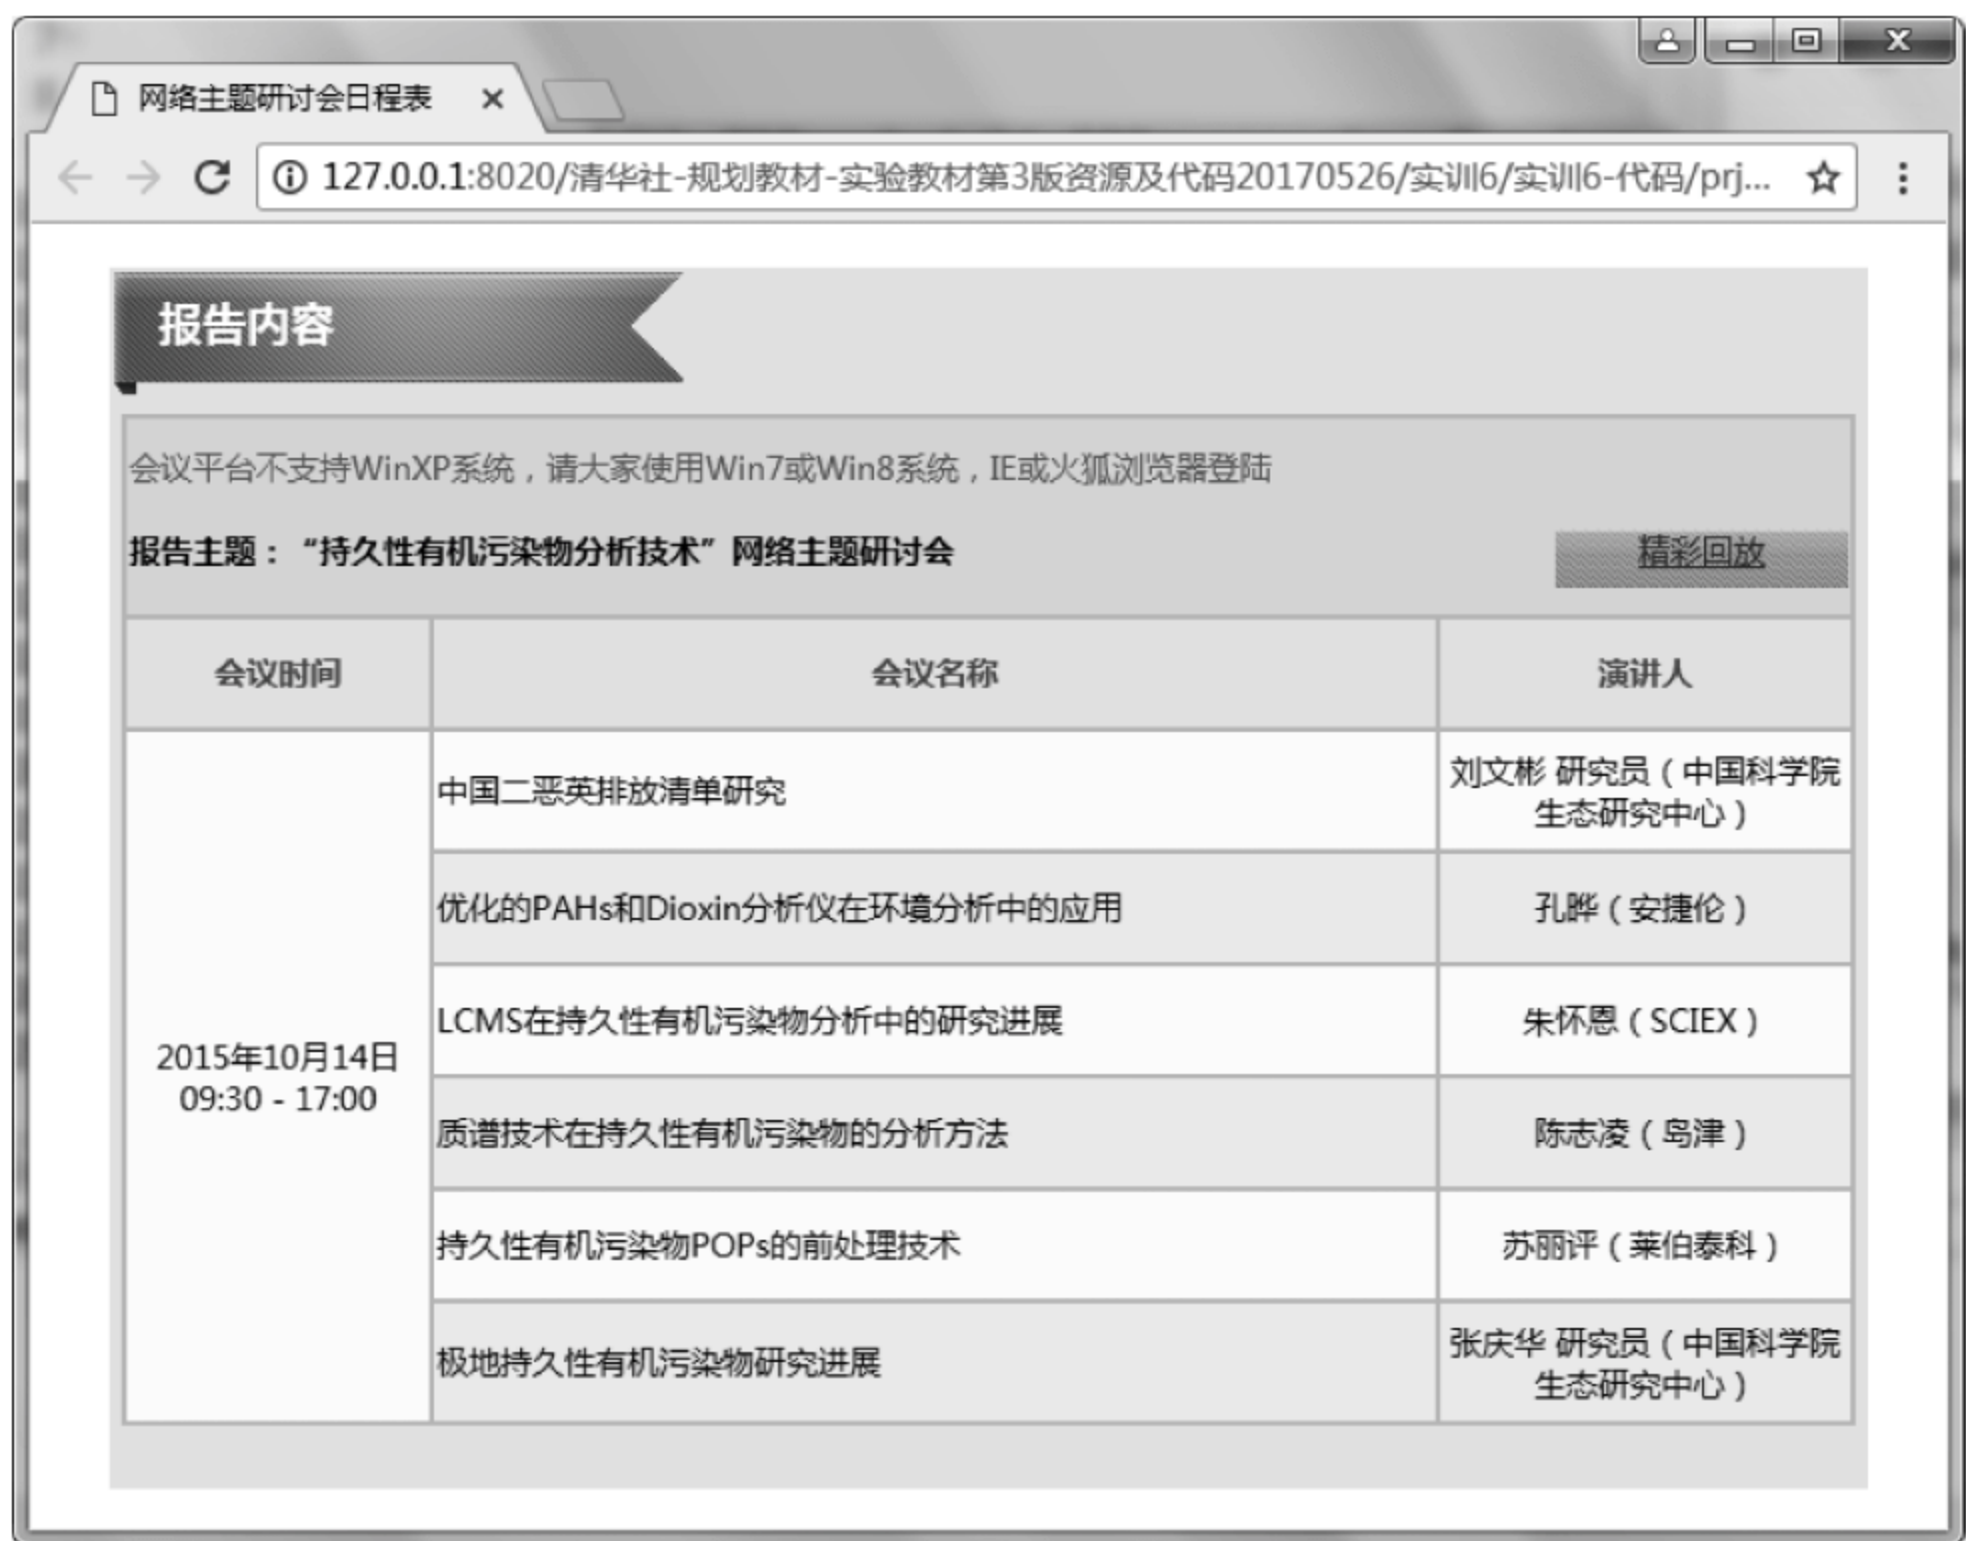 网络主题研讨会日程表
127.0.0.1:8020/清华社-规划教材-实验教材第3版资源及代码20170526/实训6/实训6-代码/prj...
报告内容
会议平台不支持WinXP系统，请大家使用Win7或Win8系统，IE或火狐浏览器登陆
报告主题：“持久性有机污染物分析技术”网络主题研讨会 精彩回放
会议时间 会议名称 演讲人
中国二恶英排放清单研究 刘文彬 研究员（中国科学院
生态研究中心）
优化的PAHs和Dioxin分析仪在环境分析中的应用 孔晔（安捷伦）
LCMS在持久性有机污染物分析中的研究进展 朱怀恩（SCIEX）
2015年10月14日
09:30 - 17:00
质谱技术在持久性有机污染物的分析方法 陈志凌（岛津）
持久性有机污染物POPs的前处理技术 苏丽评（莱伯泰科）
极地持久性有机污染物研究进展 张庆华 研究员（中国科学院
生态研究中心）